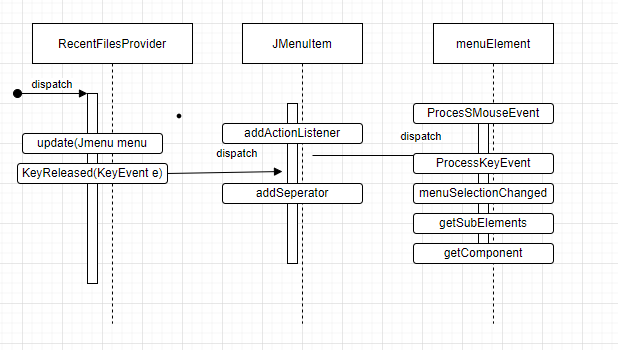 RecentFilesProvider
JMenuItem
menuElement
dispatch
ProcesSMouseEvent
addActionListener
dispatch
update(Jmenu menu
dispatch
ProcessKeyEvent
KeyReleased(KeyEvent e)
addSeperator
menuSelectionChanged
getSubElements
getComponent